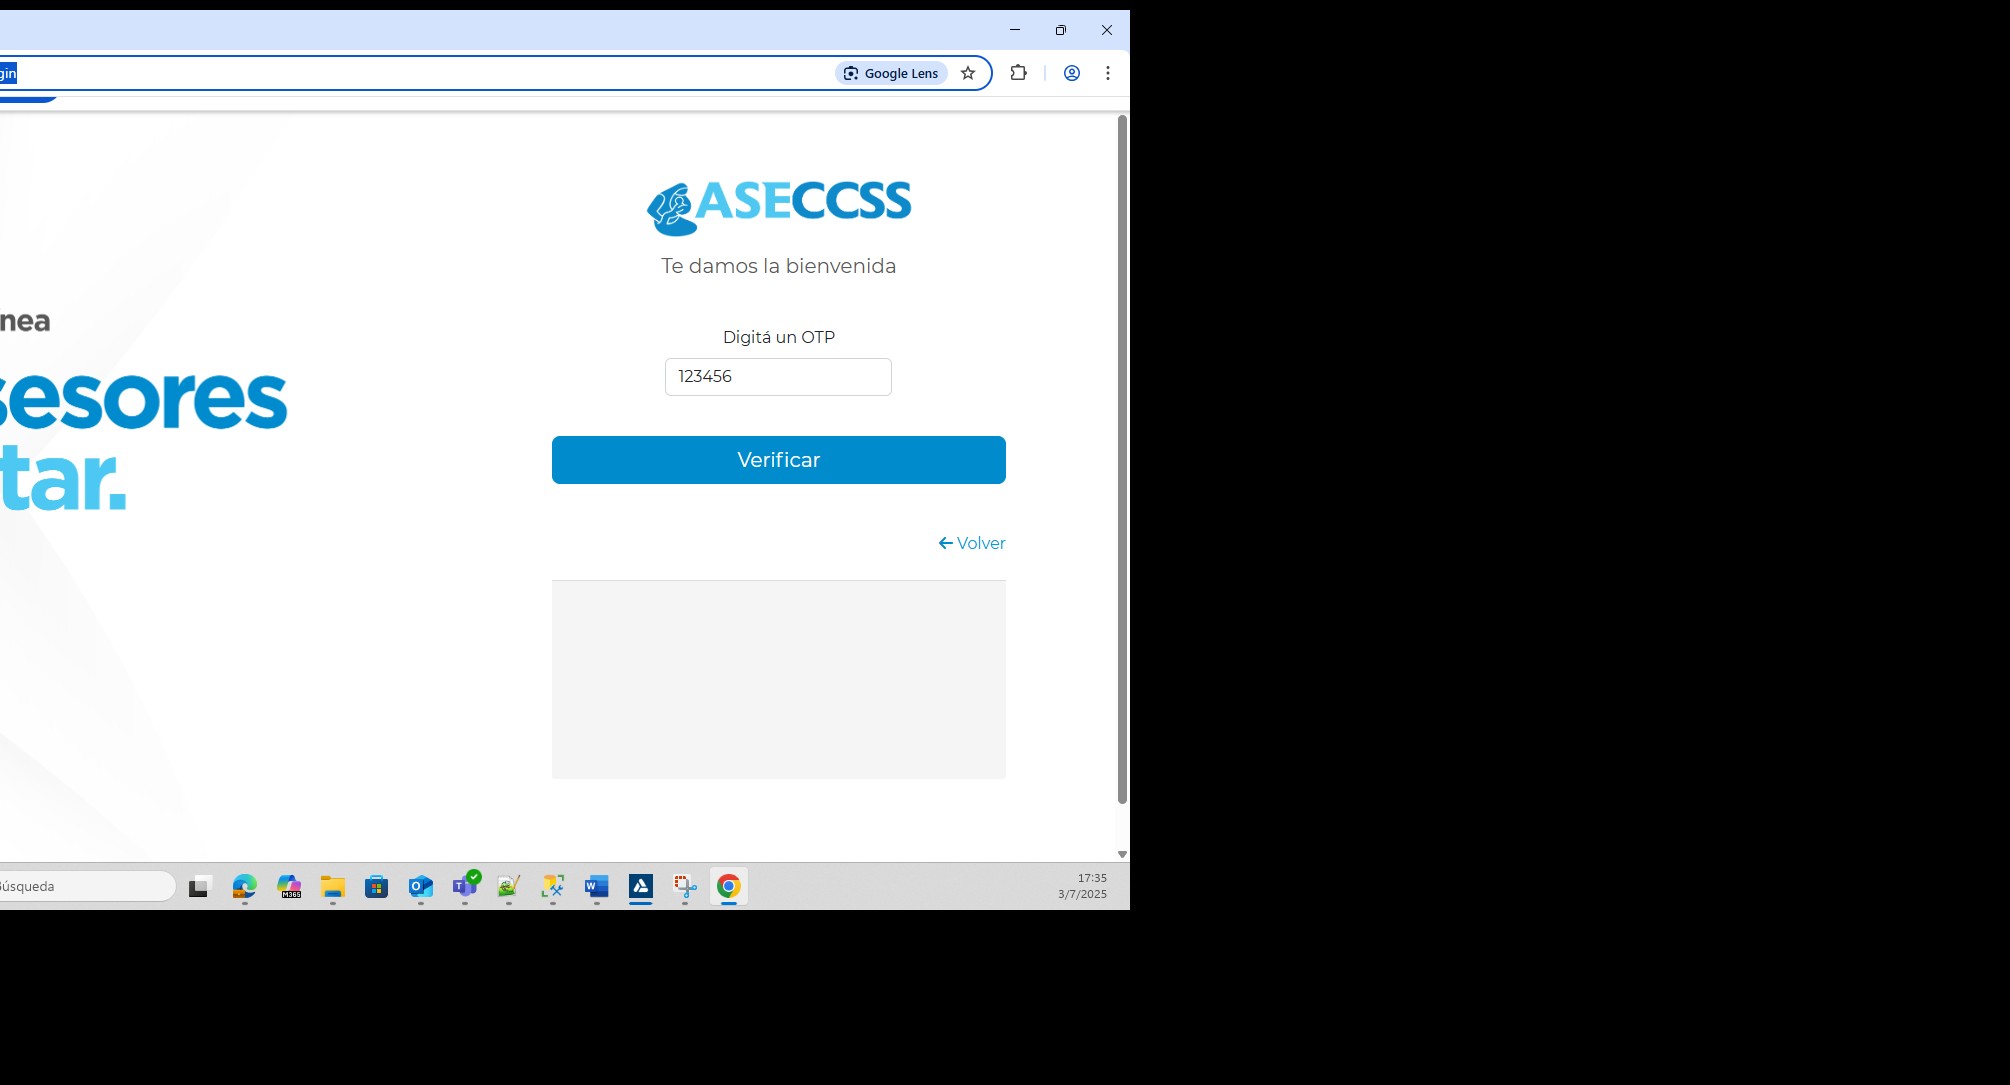 gin
Google Lens
ASECCSS
Te damos la bienvenida
nea
Digitá un OTP
123456
sesores
Verificar
tar.
Volver
Búsqueda
M365
17:35
3/7/2025